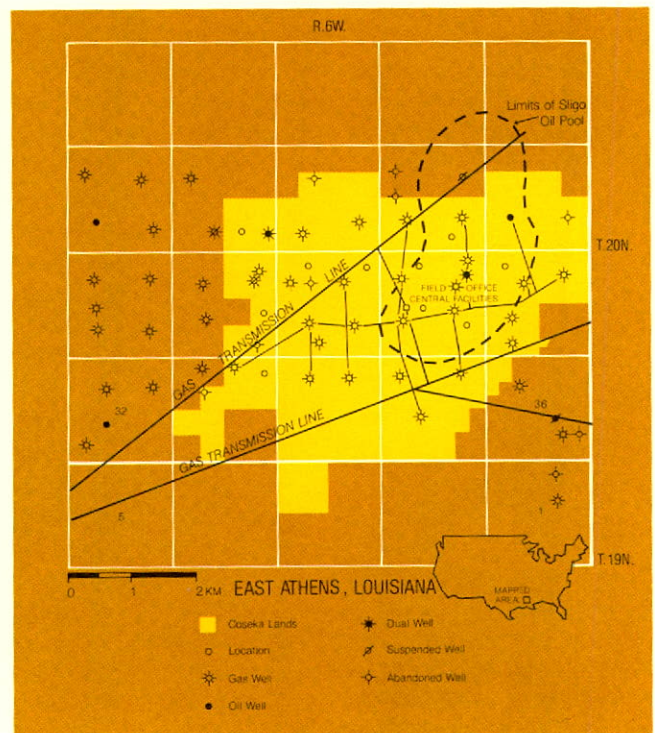 R.6W.
Limits of Sligo
Oil Pool
T.20N.
GAS TRANSMISSION LINE
FIELD OFFICE
CENTRAL FACILITIES
32
36
GAS TRANSMISSION LINE
5
1
T.19N.
0 1 2 KM
EAST ATHENS, LOUISIANA
MAPPED
AREA
Coseka Lands
Location
Gas Well
Oil Well
Dual Well
Suspended Well
Abandoned Well